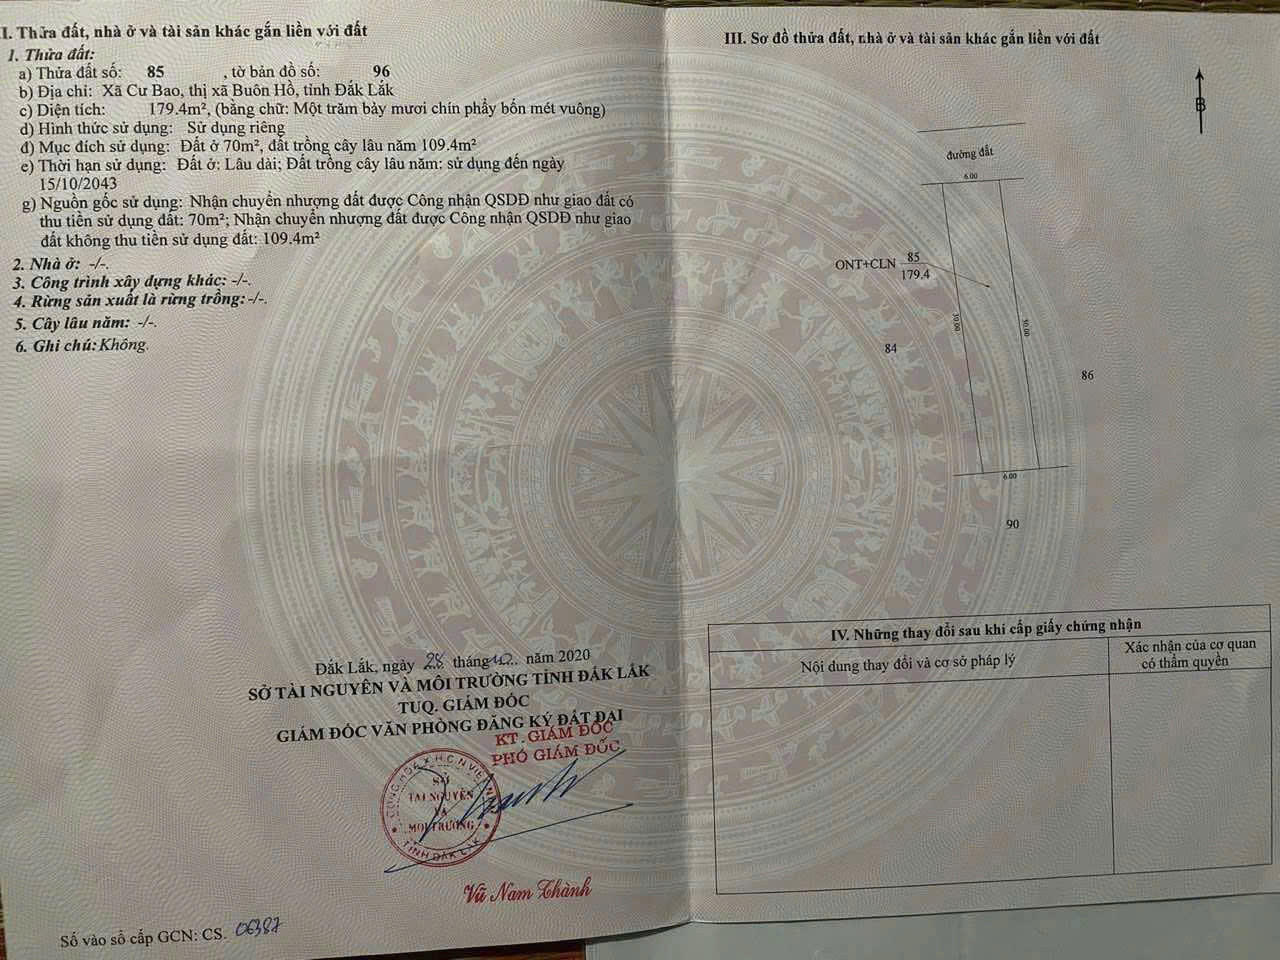 II. Thửa đất, nhà ở và tài sản khác gắn liền với đất
1. Thửa đất:
a) Thửa đất số: 85 , tờ bản đồ số: 96
b) Địa chỉ: Xã Cư Bao, thị xã Buôn Hồ, tỉnh Đắk Lắk
c) Diện tích: 179.4m², (bằng chữ: Một trăm bảy mươi chín phẩy bốn mét vuông)
d) Hình thức sử dụng: Sử dụng riêng
đ) Mục đích sử dụng: Đất ở 70m², đất trồng cây lâu năm 109.4m²
e) Thời hạn sử dụng: Đất ở: Lâu dài; Đất trồng cây lâu năm: sử dụng đến ngày
15/10/2043
g) Nguồn gốc sử dụng: Nhận chuyển nhượng đất được Công nhận QSDĐ như giao đất có
thu tiền sử dụng đất: 70m²; Nhận chuyển nhượng đất được Công nhận QSDĐ như giao
đất không thu tiền sử dụng đất: 109.4m²
2. Nhà ở: -/-.
3. Công trình xây dựng khác: -/-.
4. Rừng sản xuất là rừng trồng: -/-.
5. Cây lâu năm: -/-.
6. Ghi chú: Không.
Đắk Lắk, ngày 28 tháng 12. năm 2020
SỞ TÀI NGUYÊN VÀ MÔI TRƯỜNG TỈNH ĐẮK LẮK
TUQ. GIÁM ĐỐC
GIÁM ĐỐC VĂN PHÒNG ĐĂNG KÝ ĐẤT ĐAI
KT. GIÁM ĐỐC
PHÓ GIÁM ĐỐC
CỘNG HÒA X.H.C.N VIỆT NAM
SỞ
TÀI NGUYÊN
VÀ
MÔI TRƯỜNG
TỈNH ĐẮK LẮK
Vũ Nam Thành
Số vào sổ cấp GCN: CS. 06387
III. Sơ đồ thửa đất, nhà ở và tài sản khác gắn liền với đất
B
đường đất
6.00
ONT+CLN 85
179.4
30.00
30.00
84
86
6.00
90
IV. Những thay đổi sau khi cấp giấy chứng nhận
Nội dung thay đổi và cơ sở pháp lý
Xác nhận của cơ quan
có thẩm quyền